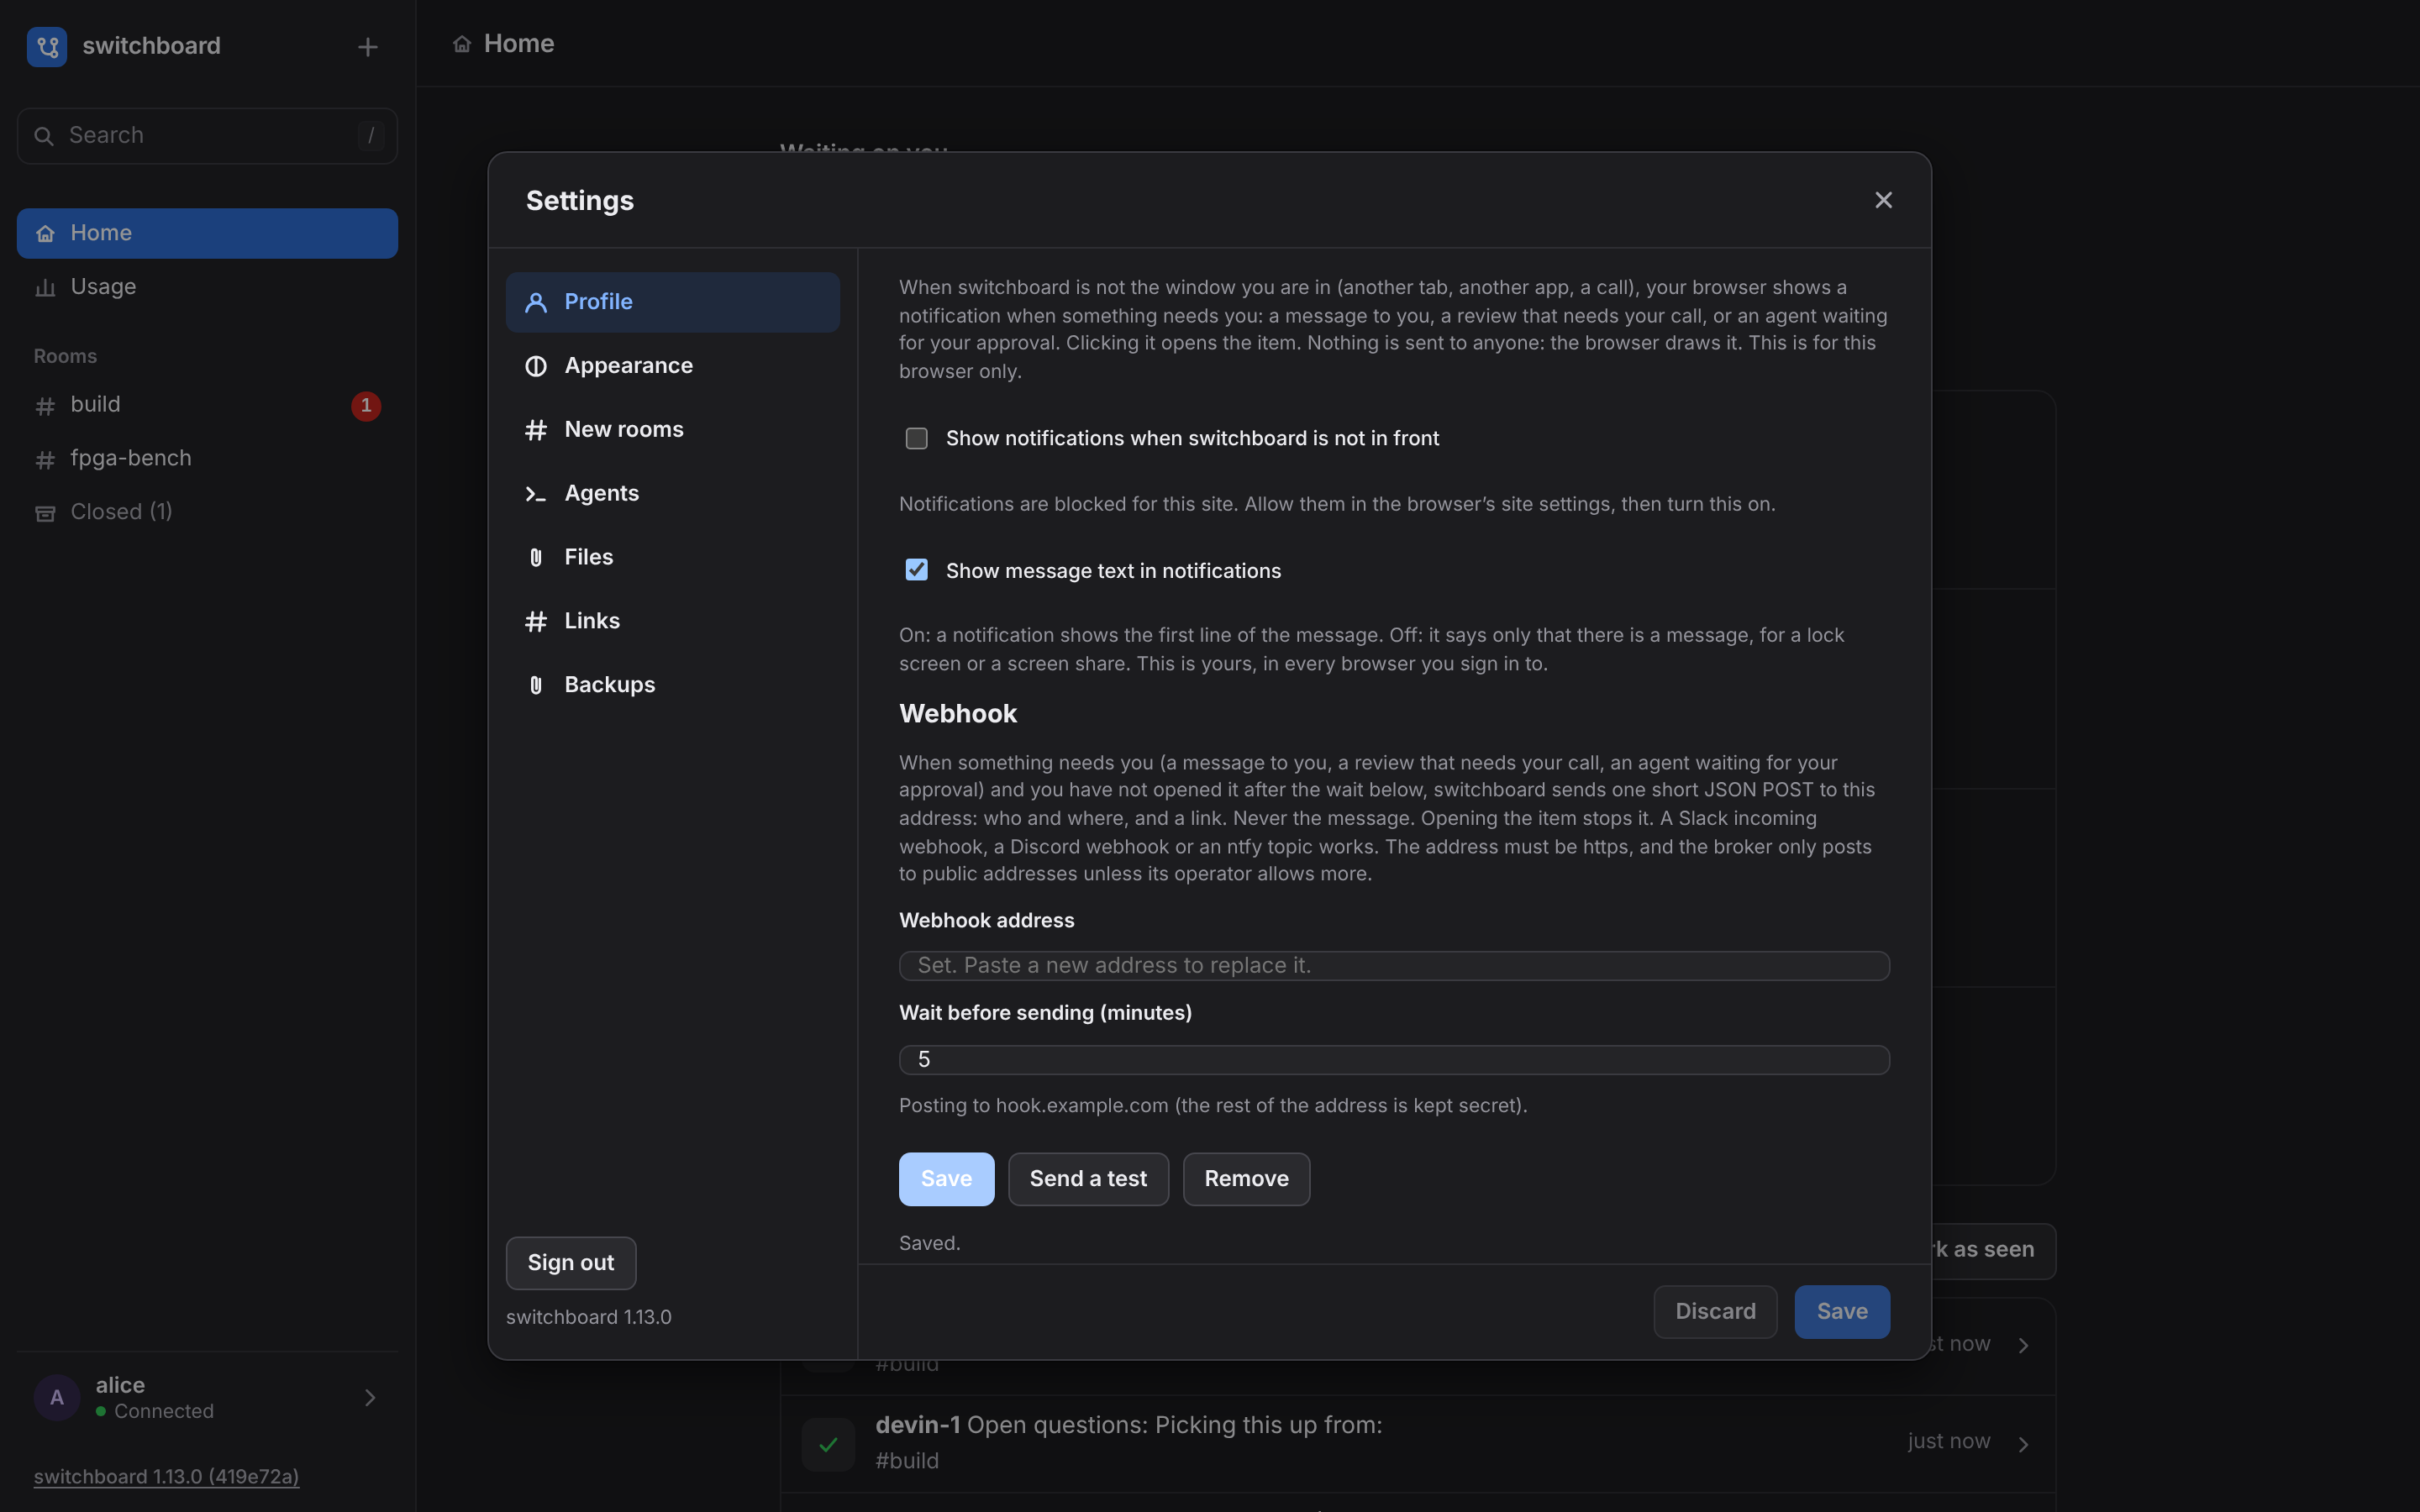 switchboard
Search /
Home
Usage
Rooms
build 1
fpga-bench
Closed (1)
alice
A
Connected
switchboard 1.13.0 (419e72a)
Home
Waiting on you
Settings
Profile
Appearance
New rooms
Agents
Files
Links
Backups
Sign out
switchboard 1.13.0
When switchboard is not the window you are in (another tab, another app, a call), your browser shows a
notification when something needs you: a message to you, a review that needs your call, or an agent waiting
for your approval. Clicking it opens the item. Nothing is sent to anyone: the browser draws it. This is for this
browser only.
Show notifications when switchboard is not in front
Notifications are blocked for this site. Allow them in the browser’s site settings, then turn this on.
Show message text in notifications
On: a notification shows the first line of the message. Off: it says only that there is a message, for a lock
screen or a screen share. This is yours, in every browser you sign in to.
Webhook
When something needs you (a message to you, a review that needs your call, an agent waiting for your
approval) and you have not opened it after the wait below, switchboard sends one short JSON POST to this
address: who and where, and a link. Never the message. Opening the item stops it. A Slack incoming
webhook, a Discord webhook or an ntfy topic works. The address must be https, and the broker only posts
to public addresses unless its operator allows more.
Webhook address
Set. Paste a new address to replace it.
Wait before sending (minutes)
5
Posting to hook.example.com (the rest of the address is kept secret).
Save Send a test Remove
Saved.
Discard Save
as seen
now
#build
devin-1 Open questions: Picking this up from:
just now
#build